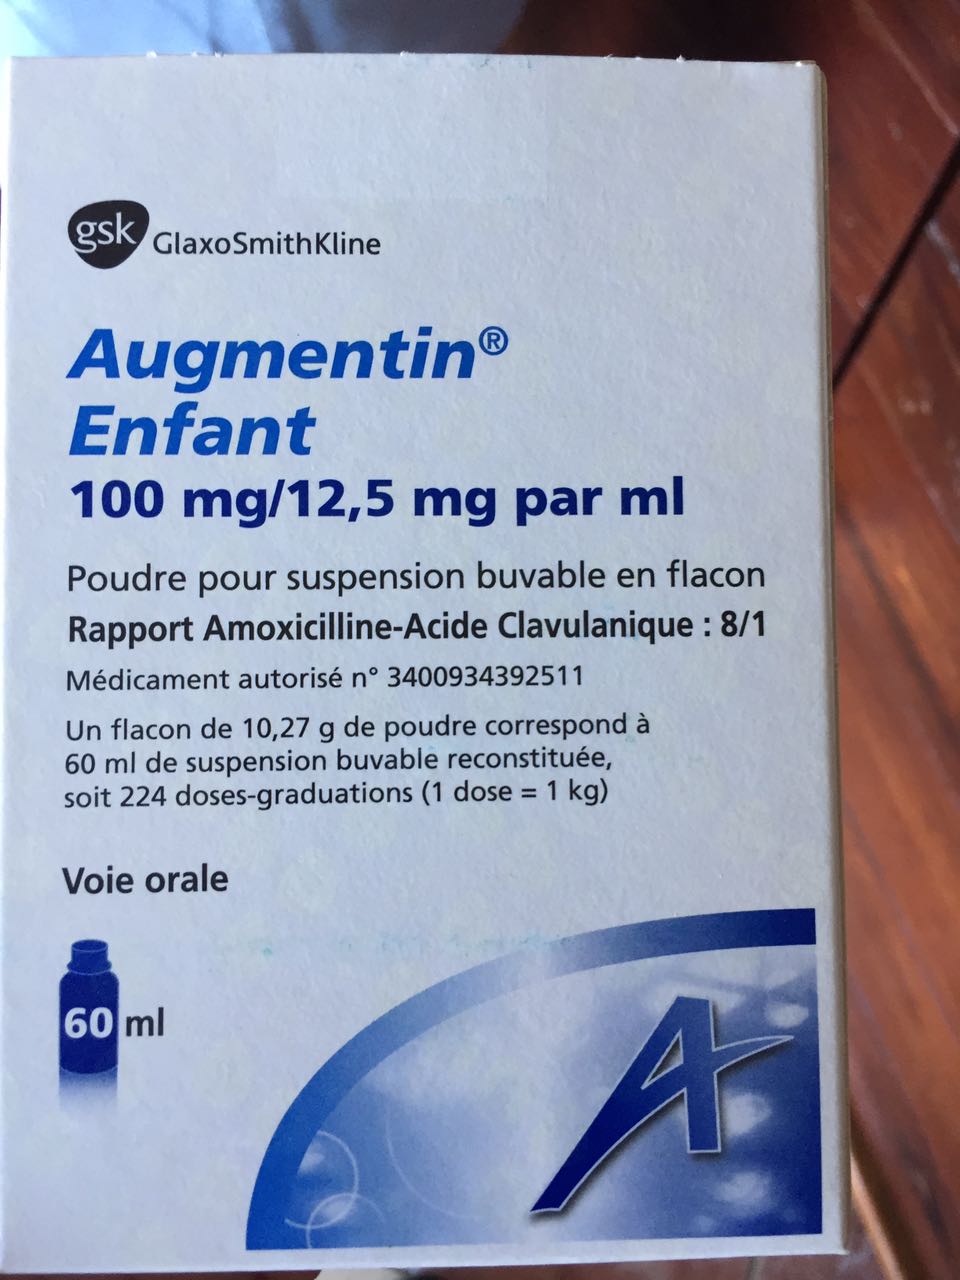 gsk GlaxoSmithKline
Augmentin®
Enfant
100 mg/12,5 mg par ml
Poudre pour suspension buvable en flacon
Rapport Amoxicilline-Acide Clavulanique : 8/1
Médicament autorisé n° 3400934392511
Un flacon de 10,27 g de poudre correspond à
60 ml de suspension buvable reconstituée,
soit 224 doses-graduations (1 dose = 1 kg)
Voie orale
60 ml
A